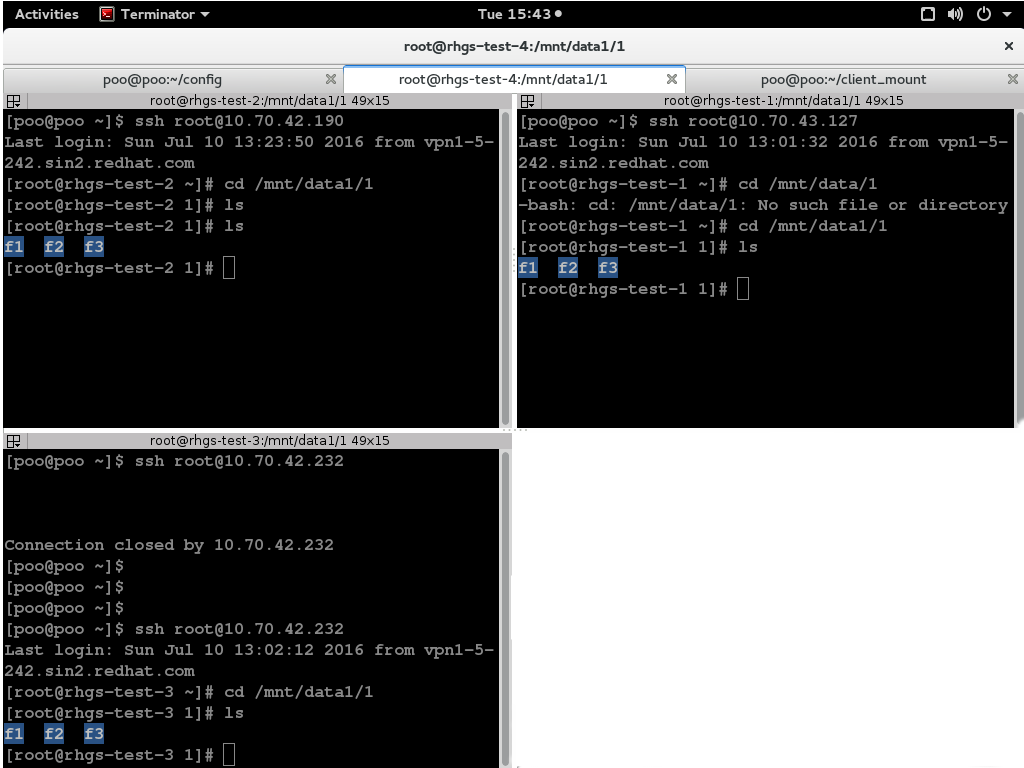 Activities Terminator Tue 15:43
root@rhgs-test-4:/mnt/data1/1
poo@poo:~/config root@rhgs-test-4:/mnt/data1/1 poo@poo:~/client_mount
root@rhgs-test-2:/mnt/data1/1 49x15
[poo@poo ~]$ ssh root@10.70.42.190
Last login: Sun Jul 10 13:23:50 2016 from vpn1-5-
242.sin2.redhat.com
[root@rhgs-test-2 ~]# cd /mnt/data1/1
[root@rhgs-test-2 1]# ls
[root@rhgs-test-2 1]# ls
f1 f2 f3
[root@rhgs-test-2 1]#
root@rhgs-test-1:/mnt/data1/1 49x15
[poo@poo ~]$ ssh root@10.70.43.127
Last login: Sun Jul 10 13:01:32 2016 from vpn1-5-
242.sin2.redhat.com
[root@rhgs-test-1 ~]# cd /mnt/data/1
-bash: cd: /mnt/data/1: No such file or directory
[root@rhgs-test-1 ~]# cd /mnt/data1/1
[root@rhgs-test-1 1]# ls
f1 f2 f3
[root@rhgs-test-1 1]#
root@rhgs-test-3:/mnt/data1/1 49x15
[poo@poo ~]$ ssh root@10.70.42.232
Connection closed by 10.70.42.232
[poo@poo ~]$
[poo@poo ~]$
[poo@poo ~]$
[poo@poo ~]$ ssh root@10.70.42.232
Last login: Sun Jul 10 13:02:12 2016 from vpn1-5-
242.sin2.redhat.com
[root@rhgs-test-3 ~]# cd /mnt/data1/1
[root@rhgs-test-3 1]# ls
f1 f2 f3
[root@rhgs-test-3 1]#